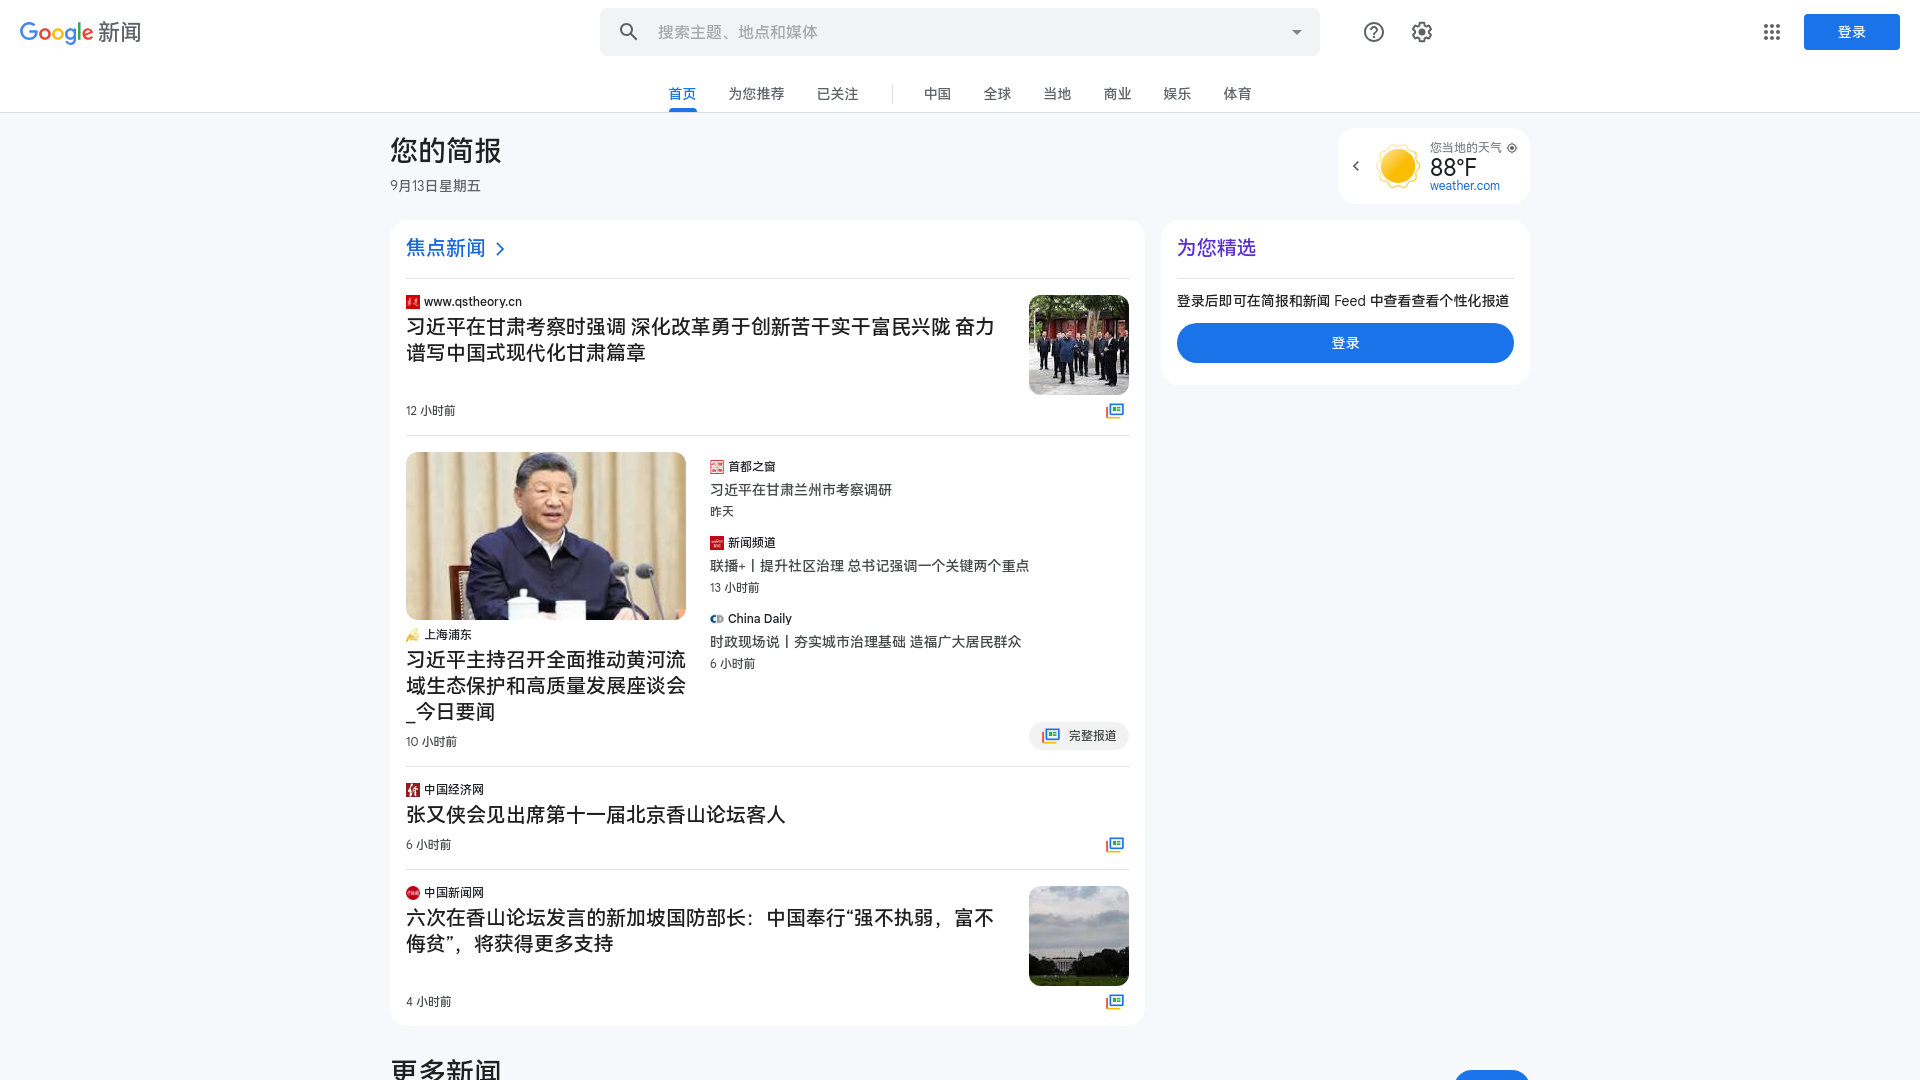 Google 新闻
搜索主题、地点和媒体
登录
首页
为您推荐
已关注
中国
全球
当地
商业
娱乐
体育
您的简报
9月13日星期五
您当地的天气
88°F
weather.com
焦点新闻
www.qstheory.cn
习近平在甘肃考察时强调 深化改革勇于创新苦干实干富民兴陇 奋力
谱写中国式现代化甘肃篇章
12 小时前
上海浦东
习近平主持召开全面推动黄河流
域生态保护和高质量发展座谈会
_今日要闻
10 小时前
首都之窗
习近平在甘肃兰州市考察调研
昨天
新闻频道
联播+丨提升社区治理 总书记强调一个关键两个重点
13 小时前
China Daily
时政现场说丨夯实城市治理基础 造福广大居民群众
6 小时前
完整报道
中国经济网
张又侠会见出席第十一届北京香山论坛客人
6 小时前
中国新闻网
六次在香山论坛发言的新加坡国防部长：中国奉行“强不执弱，富不
侮贫”，将获得更多支持
4 小时前
为您精选
登录后即可在简报和新闻 Feed 中查看查看个性化报道
登录
更多新闻